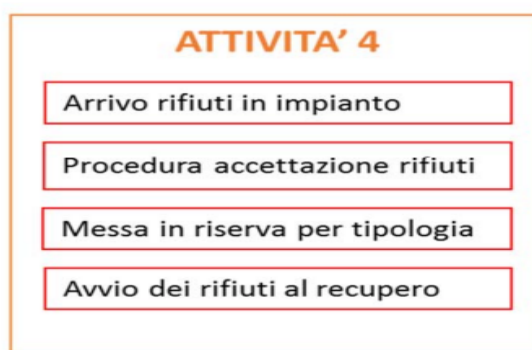 ATTIVITA’ 4
Arrivo rifiuti in impianto
Procedura accettazione rifiuti
Messa in riserva per tipologia
Avvio dei rifiuti al recupero